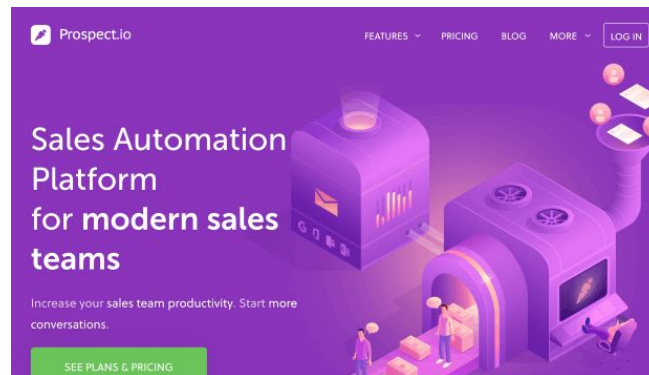 Prospect.io
FEATURES
PRICING
BLOG
MORE
LOG IN
Sales Automation
Platform
for modern sales
teams
Increase your sales team productivity. Start more
conversations.
SEE PLANS & PRICING